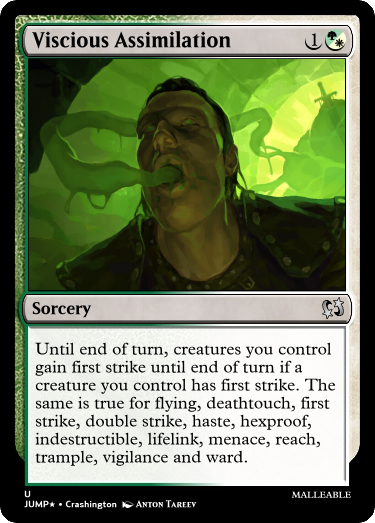 Viscious Assimilation 1
Sorcery
Until end of turn, creatures you control
gain first strike until end of turn if a
creature you control has first strike. The
same is true for flying, deathtouch, first
strike, double strike, haste, hexproof,
indestructible, lifelink, menace, reach,
trample, vigilance and ward.
U
JUMP★ • Crashington Anton Tareev
MALLEABLE